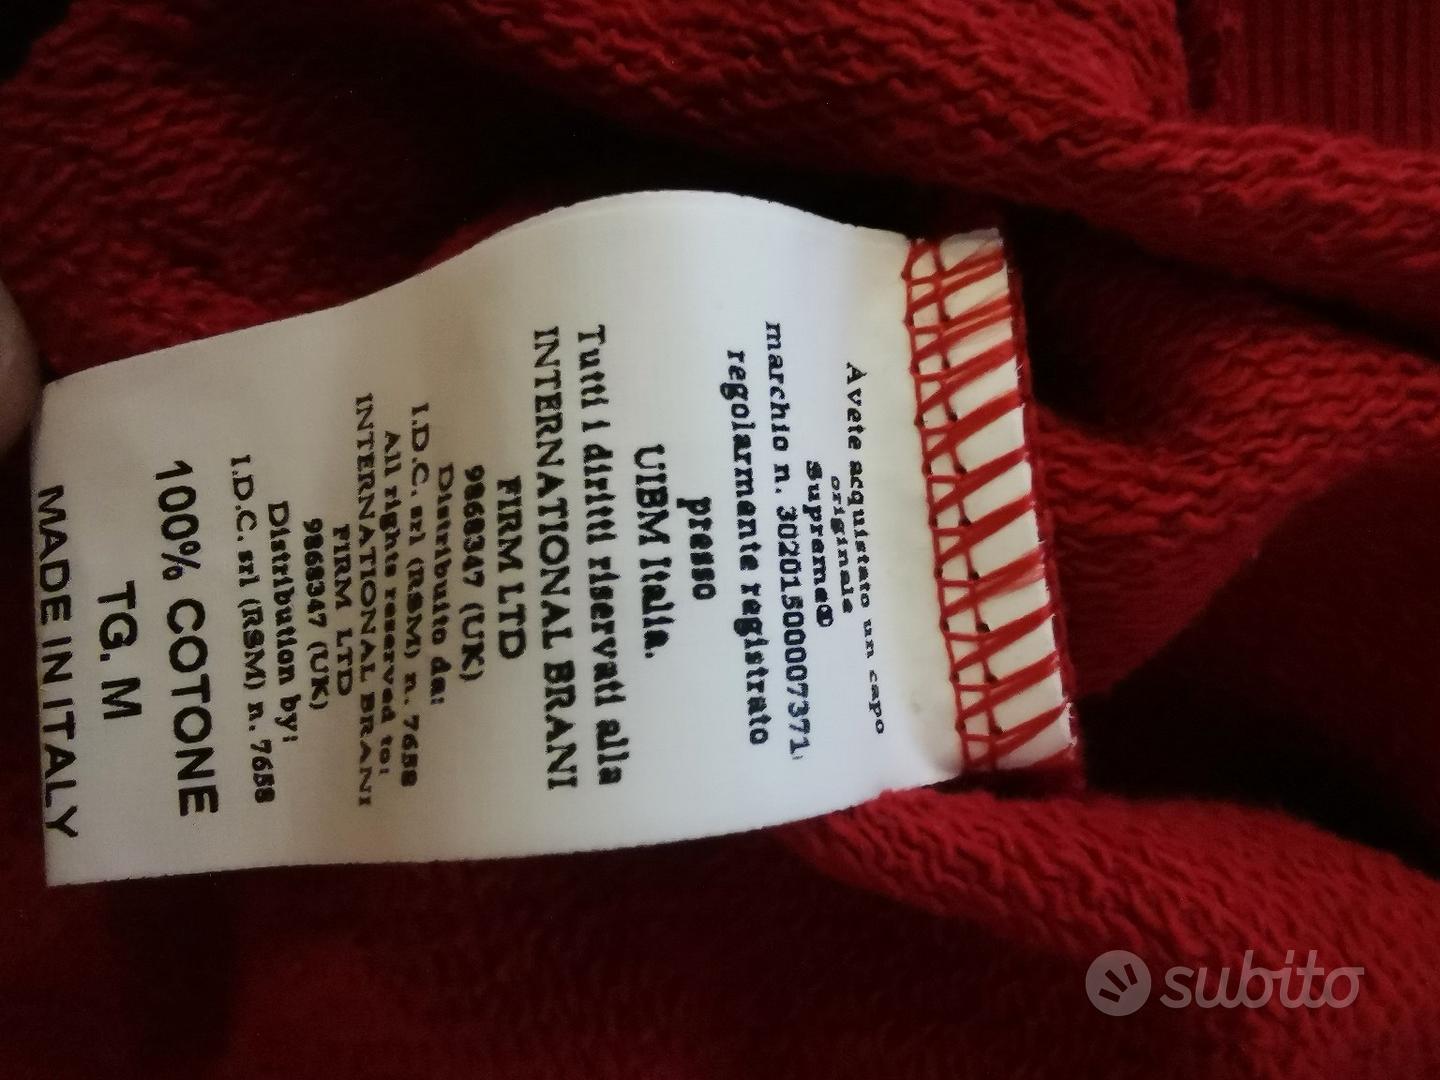 Avete acquistato un capo
originale
Supreme®
marchio n. 302015000007371
regolarmente registrato
presso
UIBM Italia.
Tutti i diritti riservati alla
INTERNATIONAL BRANI
FIRM LTD
9868347 (UK)
Distribuito da:
I.D.C. srl (RSM) n. 7658
All rights reserved to:
INTERNATIONAL BRANI
FIRM LTD
9868347 (UK)
Distribution by:
I.D.C. srl (RSM) n. 7658
100% COTONE
TG. M
MADE IN ITALY
subito